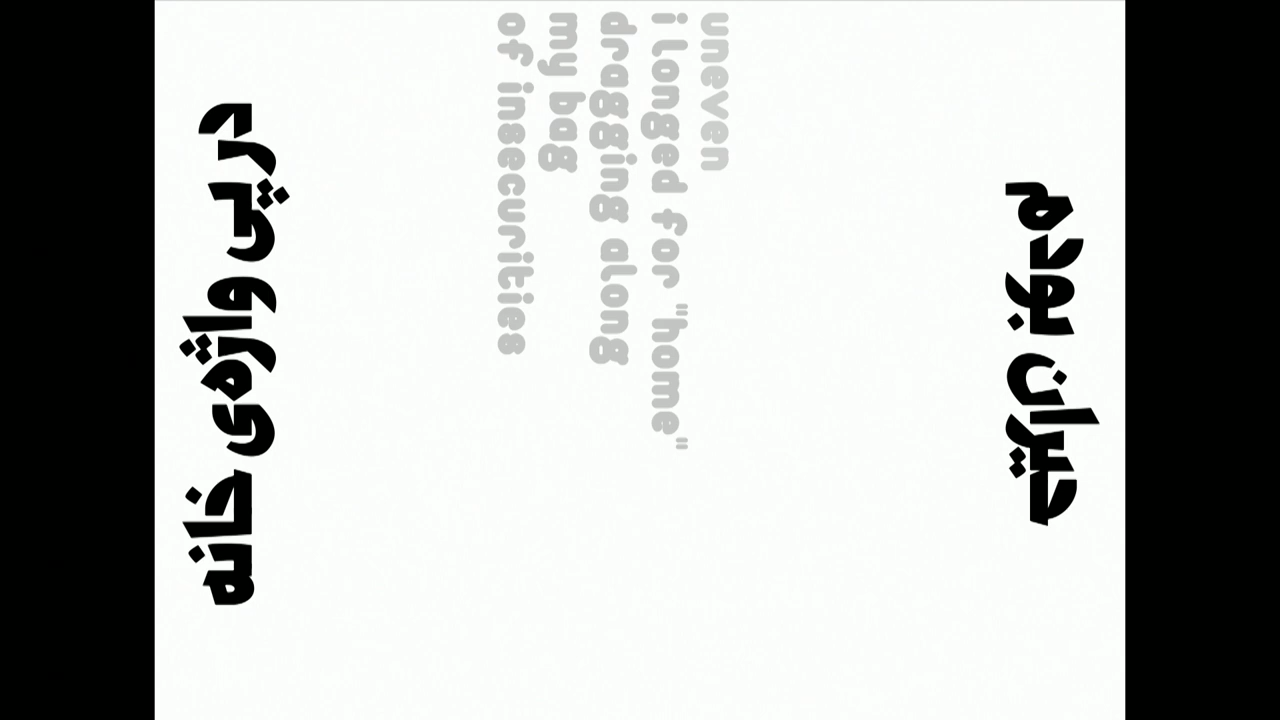 حیران بودم
uneven
i longed for "home"
dragging along
my bag
of insecurities
در پی واژه‌ی خانه